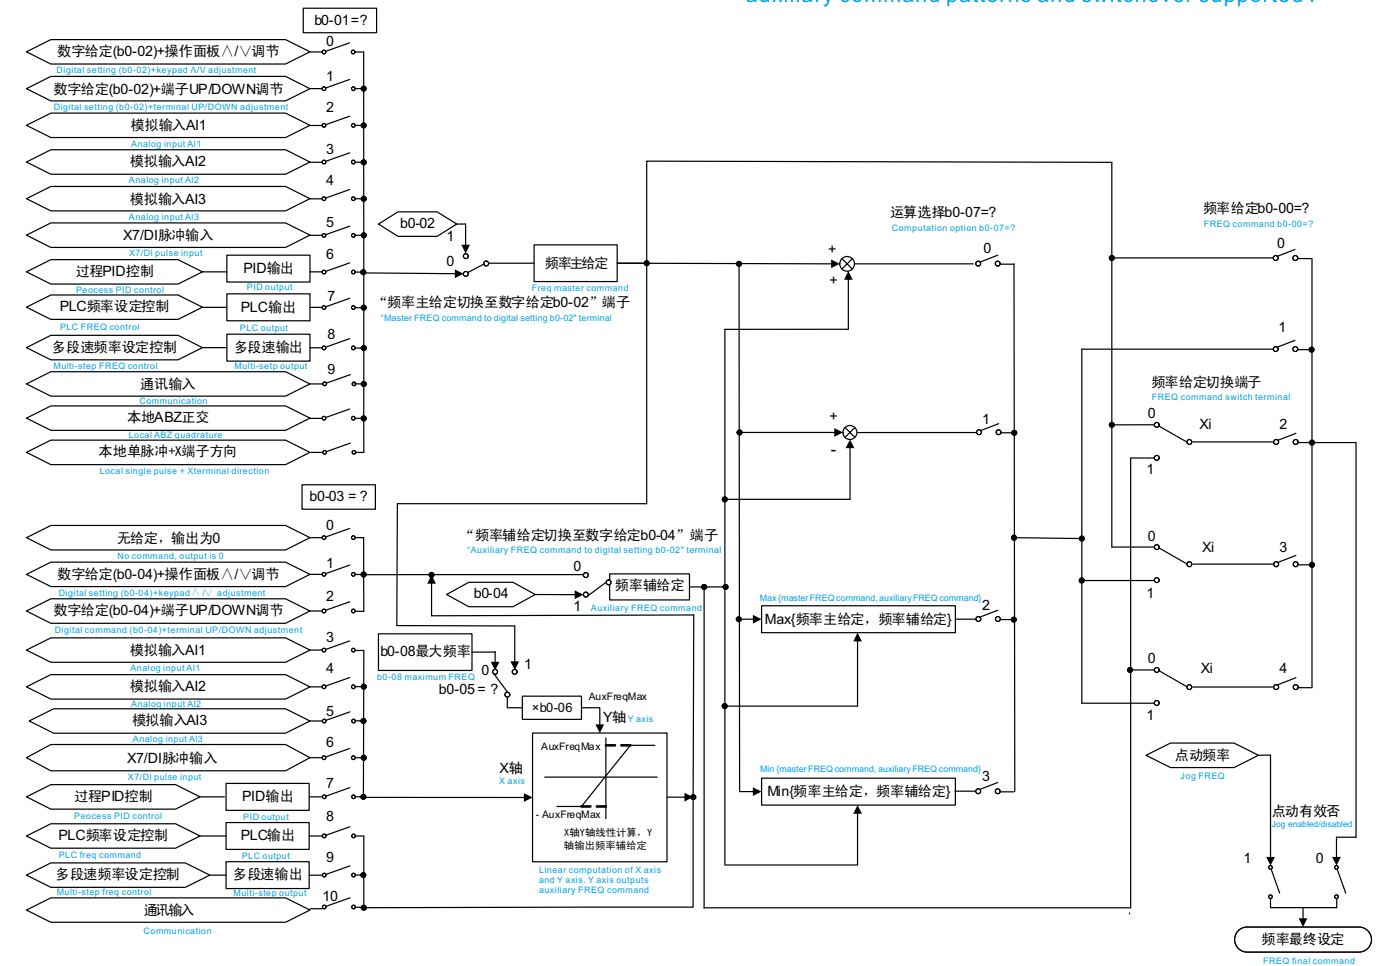 b0-01=?
数字给定(b0-02)+操作面板∧/∨调节
0
Digital setting (b0-02)+keypad Λ/V adjustment
数字给定(b0-02)+端子UP/DOWN调节
1
Digital setting (b0-02)+terminal UP/DOWN adjustment
模拟输入AI1
2
Analog input AI1
模拟输入AI2
3
Analog input AI2
模拟输入AI3
4
Analog input AI3
X7/DI脉冲输入
5
X7/DI pulse input
过程PID控制
PID输出
6
Peocess PID control
PID output
PLC频率设定控制
PLC输出
7
PLC FREQ control
PLC output
多段速频率设定控制
多段速输出
8
Multi-step FREQ control
Multi-setp output
通讯输入
9
Communication
本地ABZ正交
Local ABZ quadrature
本地单脉冲+X端子方向
Local single pulse + Xterminal direction
b0-02
1
0
频率主给定
Freq master command
“频率主给定切换至数字给定b0-02”端子
"Master FREQ command to digital setting b0-02" terminal
b0-03 = ?
无给定，输出为0
0
No command, output is 0
数字给定(b0-04)+操作面板∧/∨调节
1
Digital setting (b0-04)+keypad ∧ /∨ adjustment
数字给定(b0-04)+端子UP/DOWN调节
2
Digital command (b0-04)+terminal UP/DOWN adjustment
模拟输入AI1
3
Analog input AI1
模拟输入AI2
4
Analog input AI2
模拟输入AI3
5
Analog input AI3
X7/DI脉冲输入
6
X7/DI pulse input
过程PID控制
PID输出
7
Peocess PID control
PID output
PLC频率设定控制
PLC输出
8
PLC freq command
PLC output
多段速频率设定控制
多段速输出
9
Multi-step freq control
Multi-step output
通讯输入
10
Communication
“频率辅给定切换至数字给定b0-04”端子
"Auxiliary FREQ command to digital setting b0-02" terminal
0
b0-04
1
频率辅给定
Auxiliary FREQ command
b0-08最大频率
b0-08 maximum FREQ
0
1
b0-05 = ?
×b0-06
AuxFreqMax
Y轴 Y axis
X轴
X axis
AuxFreqMax
- AuxFreqMax
X轴Y轴线性计算，Y
轴输出频率辅给定
Linear computation of X axis
and Y axis. Y axis outputs
auxiliary FREQ command
运算选择b0-07=?
Computation option b0-07=?
+
+
0
+
-
1
Max{master FREQ command, auxiliary FREQ command}
Max{频率主给定，频率辅给定}
2
Min {master FREQ command, auxiliary FREQ command}
Min{频率主给定，频率辅给定}
3
频率给定b0-00=?
FREQ command b0-00=?
0
1
频率给定切换端子
FREQ command switch terminal
0
Xi
2
1
0
Xi
3
1
0
Xi
4
1
点动频率
Jog FREQ
点动有效否
Jog enabled/disabled
1
0
频率最终设定
FREQ final command